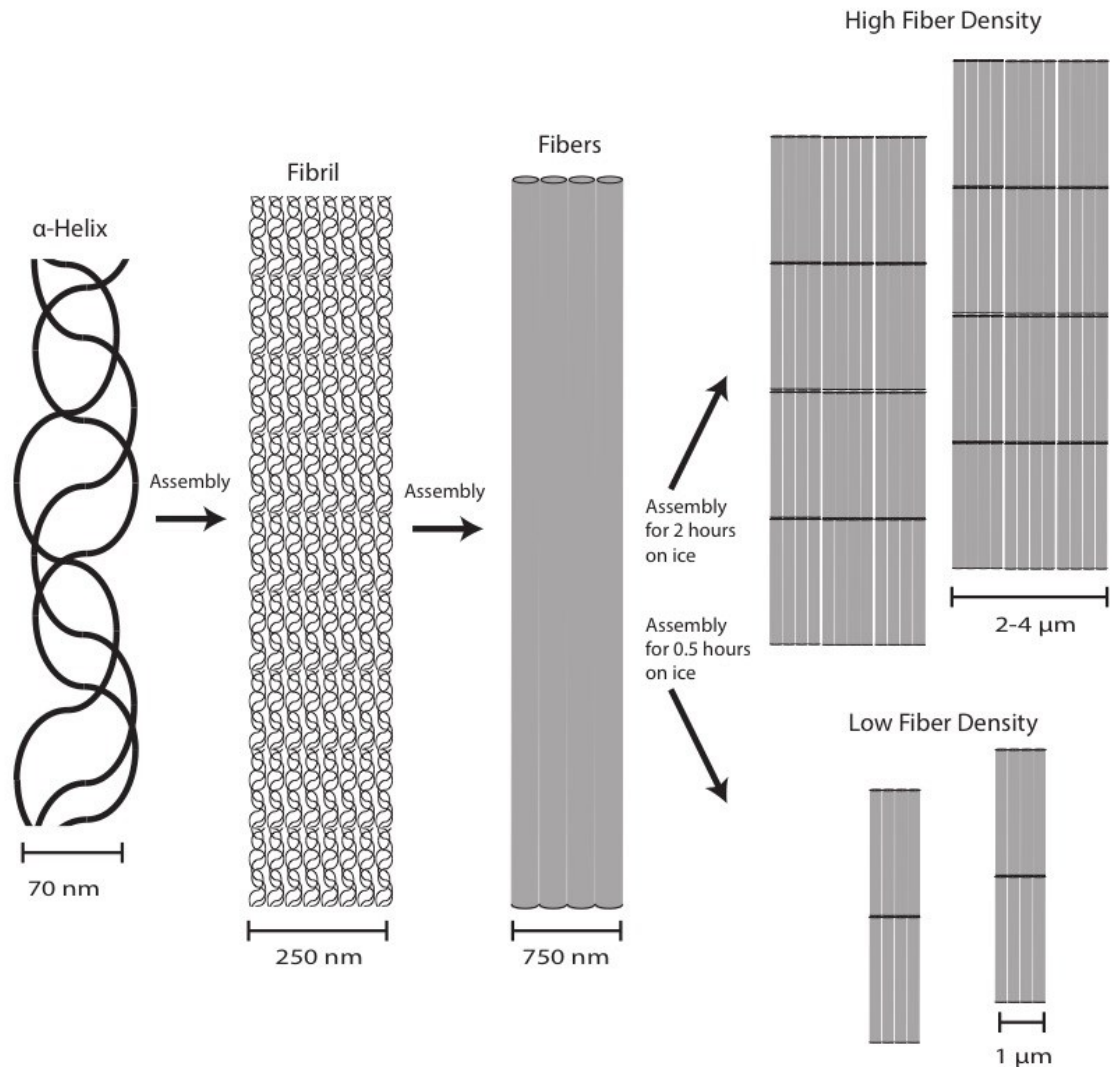 High Fiber Density
Fibers
Fibril
α-Helix
Assembly
Assembly
Assembly
for 2 hours
on ice
2-4 µm
Assembly
for 0.5 hours
on ice
Low Fiber Density
70 nm
250 nm
750 nm
1 µm